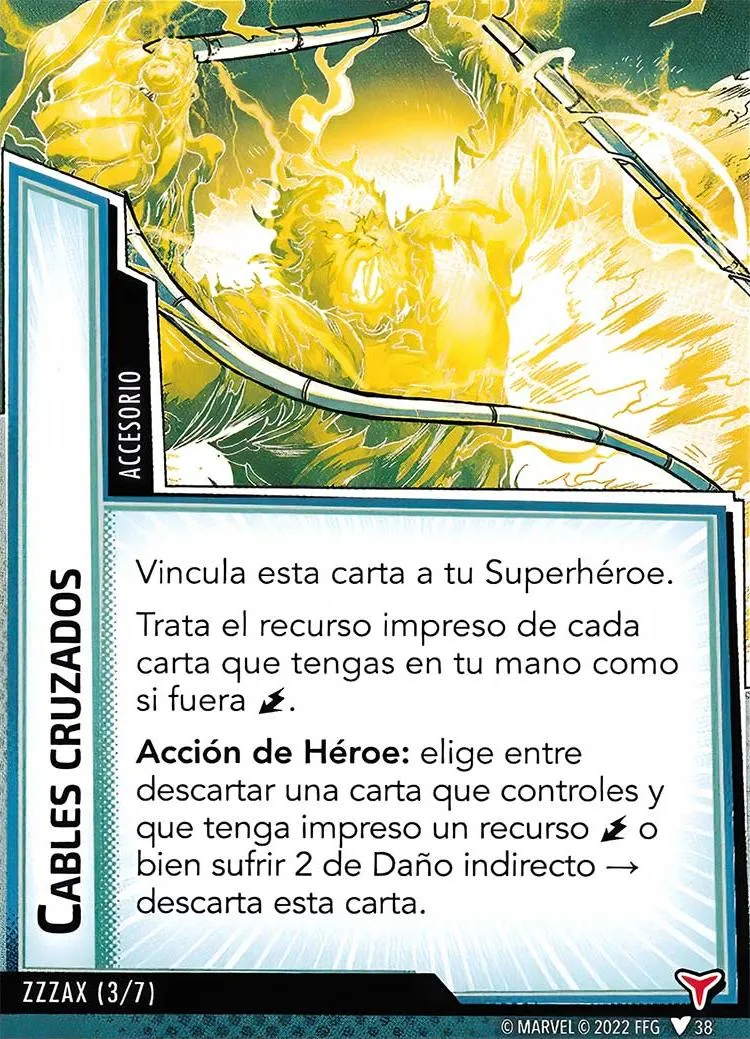 ACCESORIO
CABLES CRUZADOS
Vincula esta carta a tu Superhéroe.
Trata el recurso impreso de cada
carta que tengas en tu mano como
si fuera .
Acción de Héroe: elige entre
descartar una carta que controles y
que tenga impreso un recurso o
bien sufrir 2 de Daño indirecto →
descarta esta carta.
ZZZAX (3/7)
© MARVEL © 2022 FFG 38